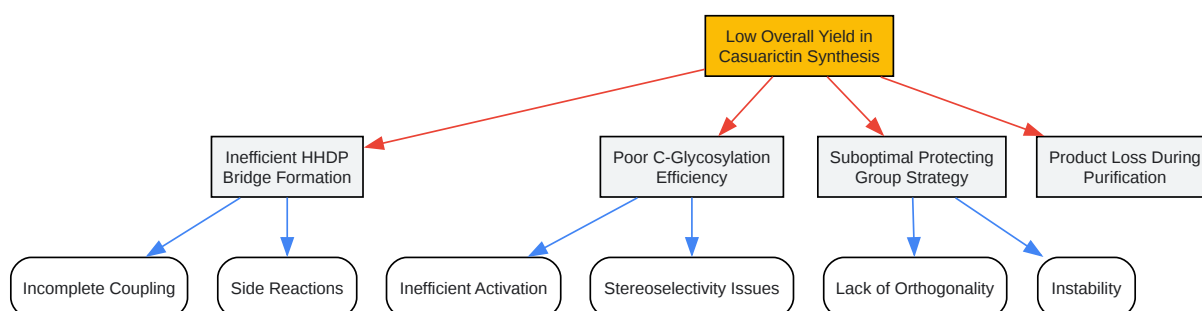 Low Overall Yield in
Casuarictin Synthesis
Inefficient HHDP
Bridge Formation
Poor C-Glycosylation
Efficiency
Suboptimal Protecting
Group Strategy
Product Loss During
Purification
Incomplete Coupling
Side Reactions
Inefficient Activation
Stereoselectivity Issues
Lack of Orthogonality
Instability